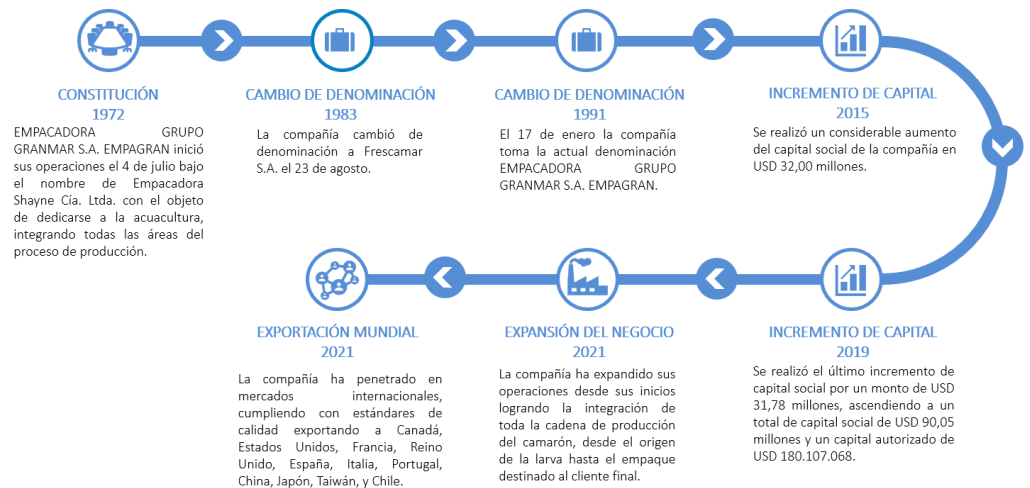 CONSTITUCIÓN
1972
EMPACADORA GRUPO
GRANMAR S.A. EMPAGRAN inició
sus operaciones el 4 de julio bajo
el nombre de Empacadora
Shayne Cía. Ltda. con el objeto
de dedicarse a la acuacultura,
integrando todas las áreas del
proceso de producción.
CAMBIO DE DENOMINACIÓN
1983
La compañía cambió de
denominación a Frescamar
S.A. el 23 de agosto.
CAMBIO DE DENOMINACIÓN
1991
El 17 de enero la compañía
toma la actual denominación
EMPACADORA GRUPO
GRANMAR S.A. EMPAGRAN.
INCREMENTO DE CAPITAL
2015
Se realizó un considerable aumento
del capital social de la compañía en
USD 32,00 millones.
INCREMENTO DE CAPITAL
2019
Se realizó el último incremento de
capital social por un monto de USD
31,78 millones, ascendiendo a un
total de capital social de USD 90,05
millones y un capital autorizado de
USD 180.107.068.
EXPANSIÓN DEL NEGOCIO
2021
La compañía ha expandido sus
operaciones desde sus inicios
logrando la integración de
toda la cadena de producción
del camarón, desde el origen
de la larva hasta el empaque
destinado al cliente final.
EXPORTACIÓN MUNDIAL
2021
La compañía ha penetrado en
mercados internacionales,
cumpliendo con estándares de
calidad exportando a Canadá,
Estados Unidos, Francia, Reino
Unido, España, Italia, Portugal,
China, Japón, Taiwán, y Chile.